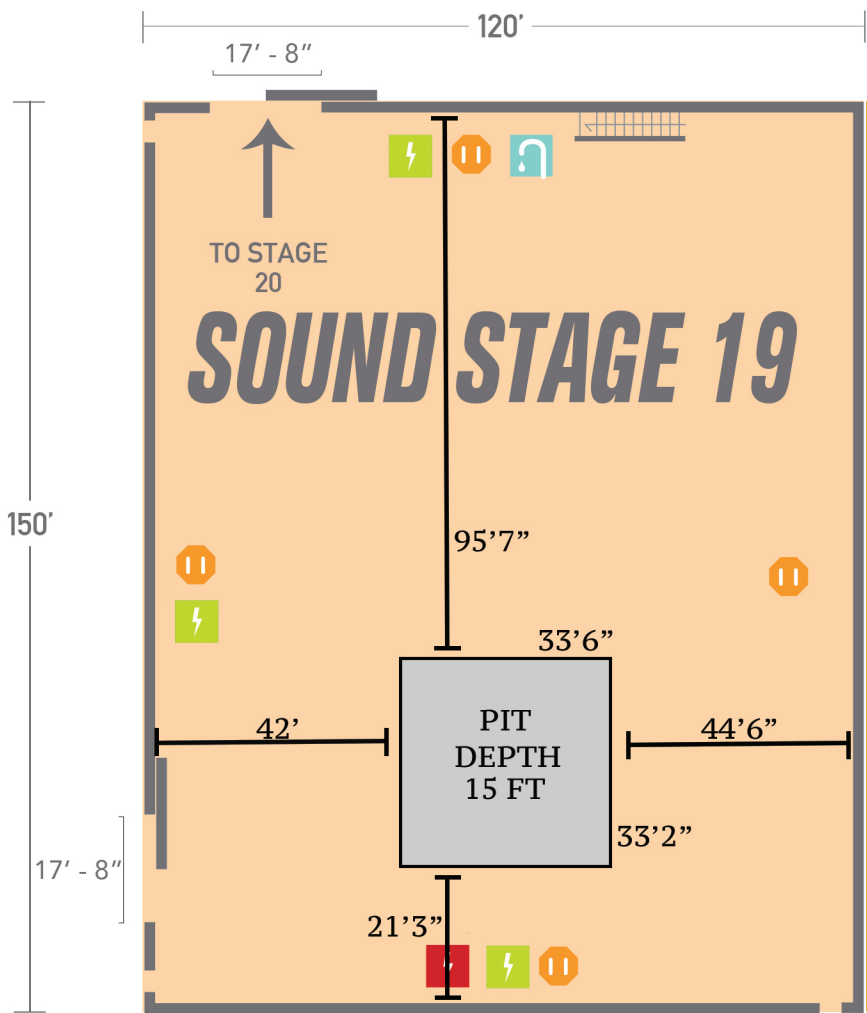 120’
17’ - 8”
TO STAGE
20
SOUND STAGE 19
150’
95’7”
33’6”
42’
PIT
DEPTH
15 FT
44’6”
33’2”
17’ - 8”
21’3”